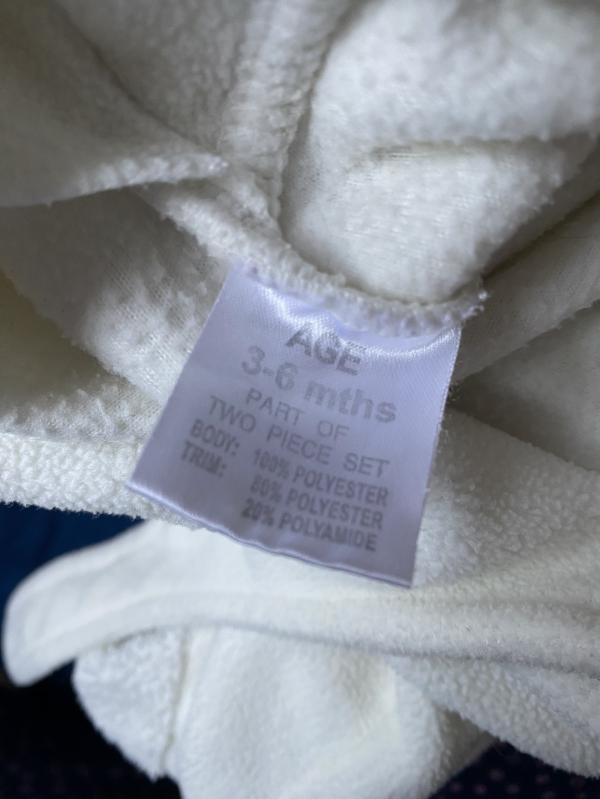 AGE
3-6 mths
PART OF
TWO PIECE SET
BODY: 100% POLYESTER
TRIM: 80% POLYESTER
20% POLYAMIDE